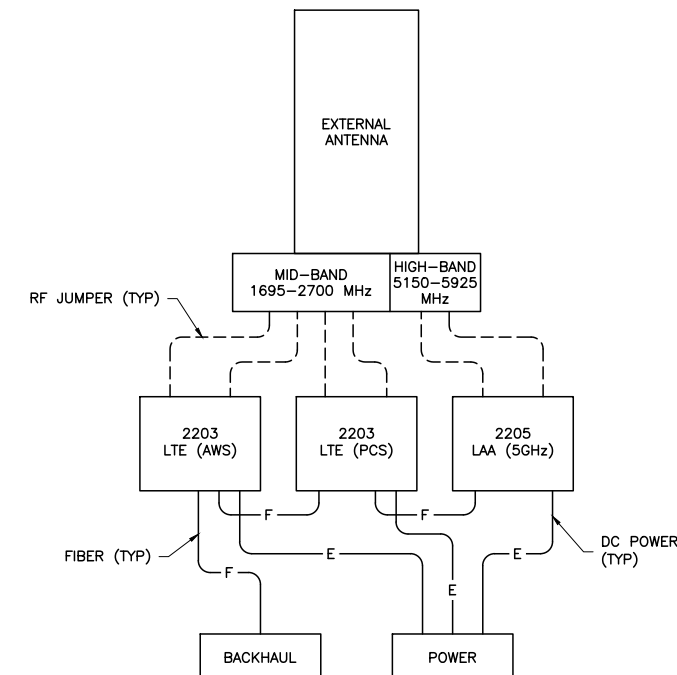 EXTERNAL
ANTENNA
MID-BAND
1695-2700 MHz
HIGH-BAND
5150-5925
MHz
RF JUMPER (TYP)
2203
LTE (AWS)
2203
LTE (PCS)
2205
LAA (5GHz)
F
F
FIBER (TYP)
E
E
DC POWER
(TYP)
F
E
BACKHAUL
POWER